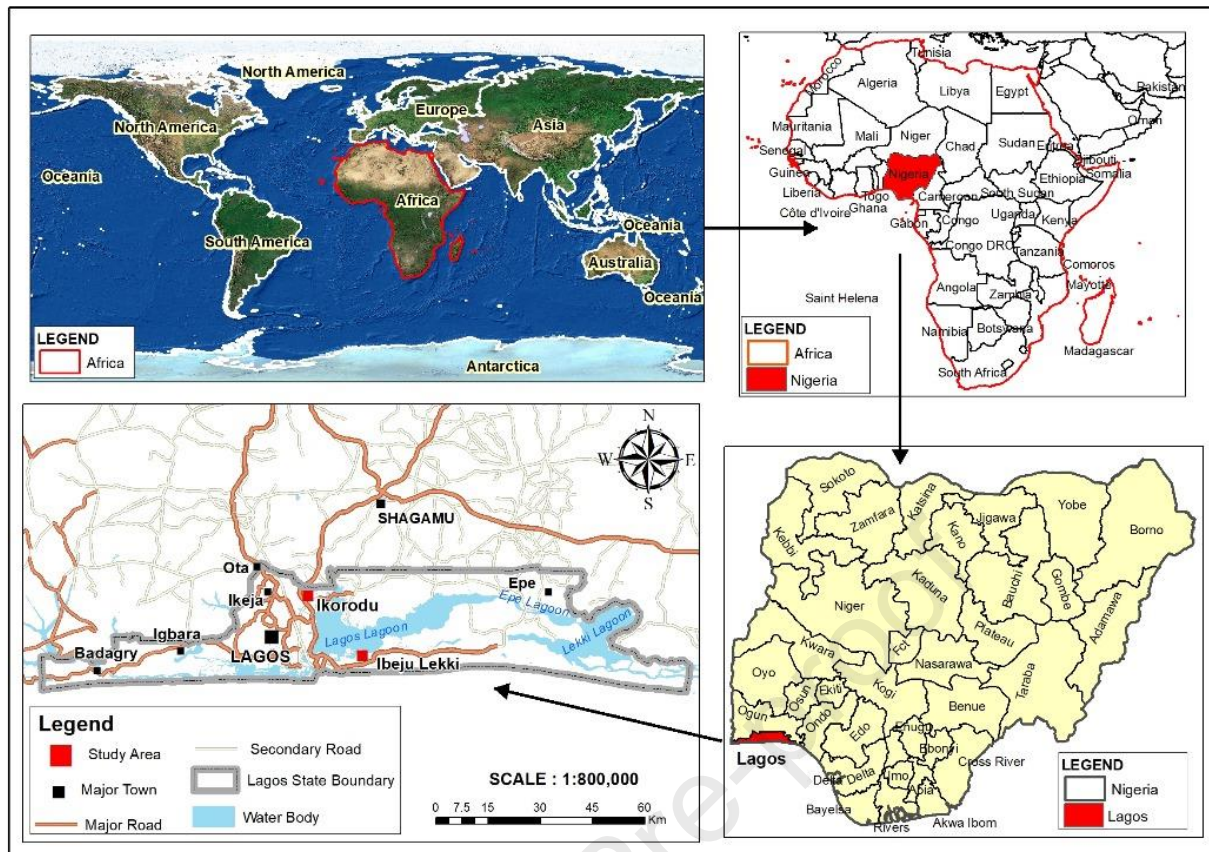 North America
Europe
North America
Asia
Oceania
Africa
Oceania
South America
Australia
Oceania
Antarctica
LEGEND
Africa
Tunisia
Morocco
Algeria
Libya
Egypt
Pakistan
Oman
Mauritania
Mali
Niger
Chad
Sudan
Eritrea
Senegal
Djibouti
Guinea
Nigeria
Ethiopia
Somalia
Liberia
Togo
Cameroon
South Sudan
Côte d'Ivoire
Ghana
Gabon
Congo
Uganda
Kenya
Congo DRC
Tanzania
Comoros
Angola
Mayotte
Saint Helena
Zambia
Namibia
Botswana
Madagascar
South Africa
LEGEND
Africa
Nigeria
N
W
E
S
SHAGAMU
Ota
Ikeja
Ikorodu
Epe
Epe Lagoon
Igbara
LAGOS
Lagos Lagoon
Lekki Lagoon
Badagry
Ibeju Lekki
Legend
Study Area
Major Town
Major Road
Secondary Road
Lagos State Boundary
Water Body
SCALE : 1:800,000
0 7.5 15 30 45 60
Km
Sokoto
Katsina
Zamfara
Kebbi
Kano
Jigawa
Yobe
Borno
Niger
Kaduna
Bauchi
Gombe
Adamawa
Plateau
Kwara
Fct
Nasarawa
Taraba
Oyo
Osun
Ekiti
Kogi
Benue
Ogun
Ondo
Edo
Enugu
Ebonyi
Lagos
Cross River
Delta
Delta
Imo
Abia
Bayelsa
Rivers
Akwa Ibom
LEGEND
Nigeria
Lagos